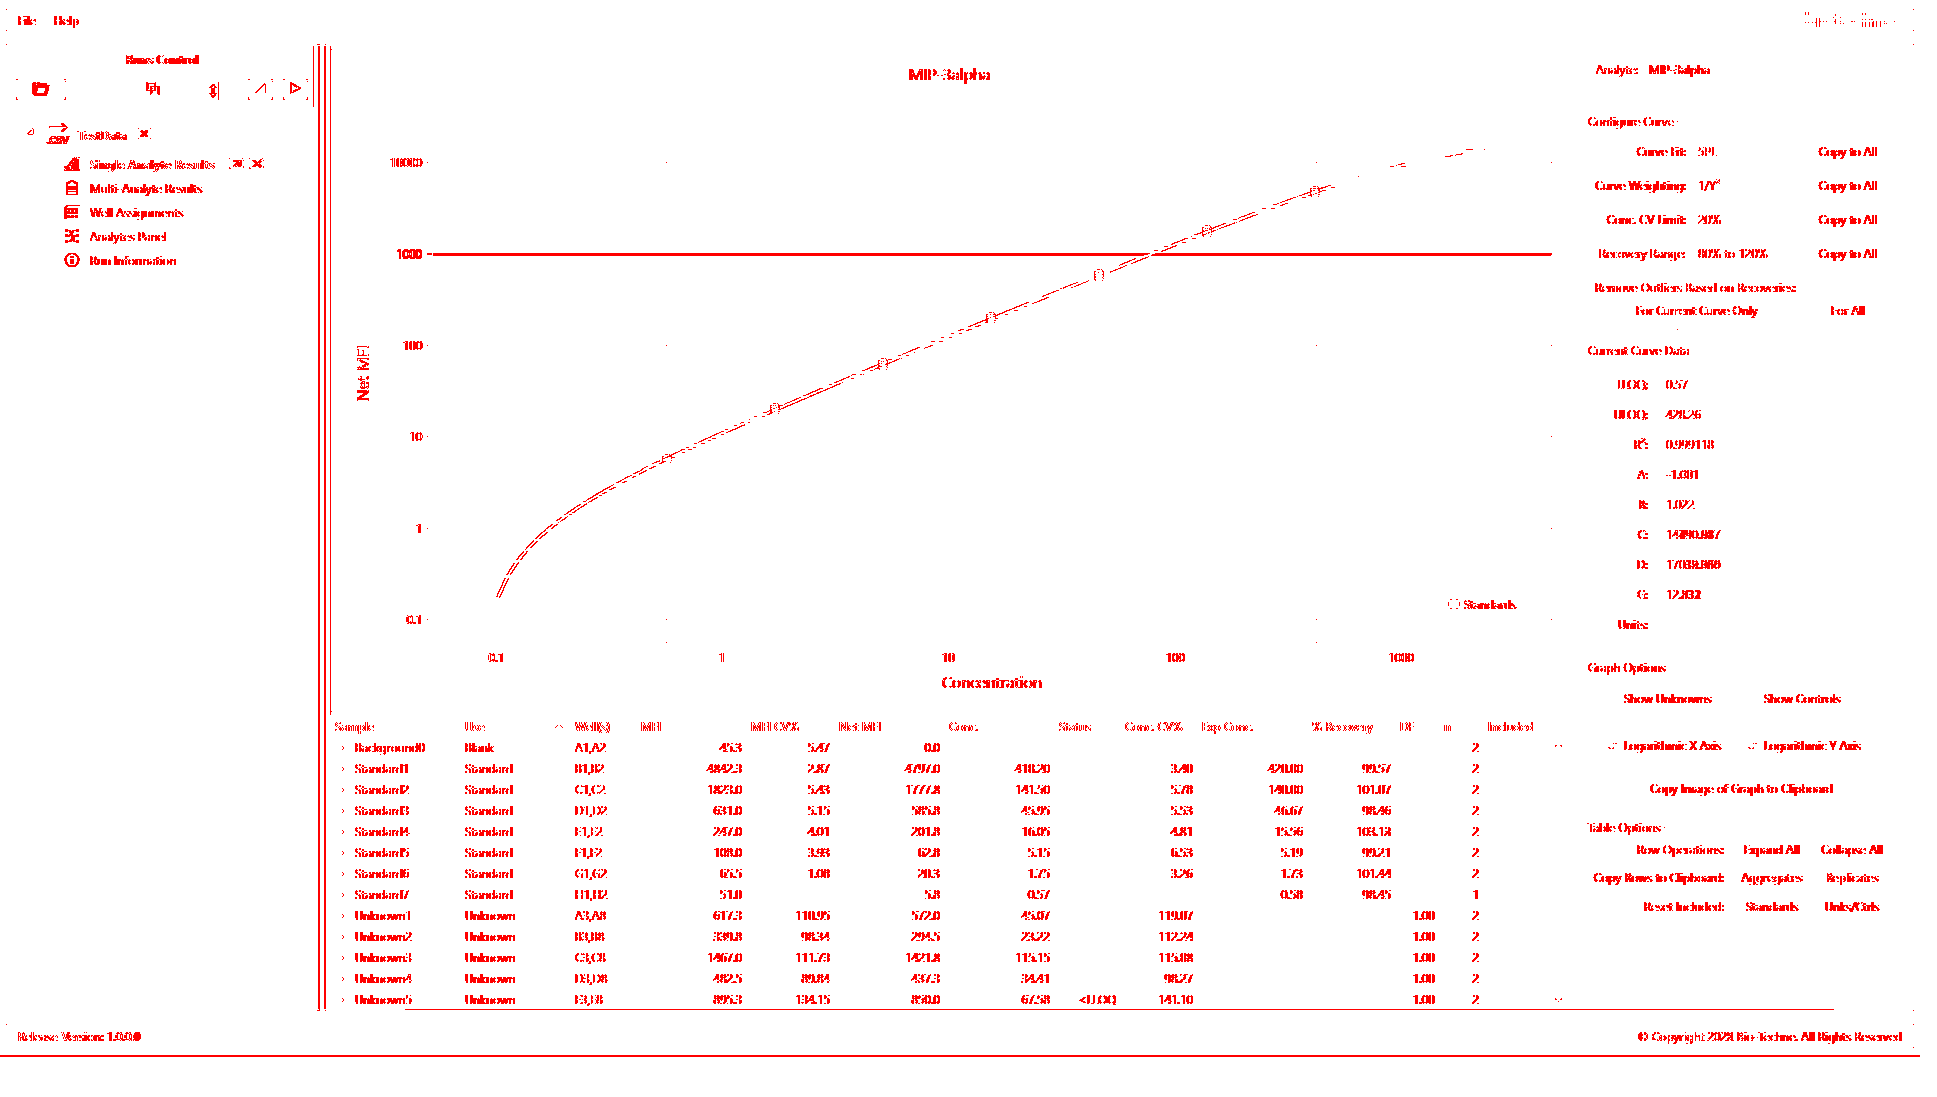 File Help
Runs Control
TestData
Single Analyte Results
Multi-Analyte Results
Well Assignments
Analytes Panel
Run Information
MIP-3alpha
Net MFI
10000
1000
100
10
1
0.1
0.1 1 10 100 1000
Concentration
Standards
Sample Use Well(s) MFI MFI CV% Net MFI Conc. Status Conc. CV% Exp Conc. % Recovery DF n Included
Background0 Blank A1,A2 45.3 5.47 0.0 2
Standard1 Standard B1,B2 4842.3 2.87 4797.0 418.20 3.40 420.00 99.57 2
Standard2 Standard C1,C2 1823.0 5.43 1777.8 141.50 5.78 140.00 101.07 2
Standard3 Standard D1,D2 631.0 5.15 585.8 45.95 5.53 46.67 98.46 2
Standard4 Standard E1,E2 247.0 4.01 201.8 16.05 4.81 15.56 103.18 2
Standard5 Standard F1,F2 108.0 3.93 62.8 5.15 6.53 5.19 99.21 2
Standard6 Standard G1,G2 65.5 1.08 20.3 1.75 3.26 1.73 101.44 2
Standard7 Standard H1,H2 51.0 5.8 0.57 0.58 98.45 1
Unknown1 Unknown A3,A8 617.3 110.95 572.0 45.07 119.07 1.00 2
Unknown2 Unknown B3,B8 339.8 98.34 294.5 23.22 112.24 1.00 2
Unknown3 Unknown C3,C8 1467.0 111.73 1421.8 115.15 115.08 1.00 2
Unknown4 Unknown D3,D8 482.5 89.84 437.3 34.41 98.27 1.00 2
Unknown5 Unknown E3,E8 895.3 134.15 850.0 67.58 <LLOQ 141.10 1.00 2
Analyte: MIP-3alpha
Configure Curve
Curve Fit: 5PL Copy to All
Curve Weighting: 1/Y² Copy to All
Conc. CV Limit: 20% Copy to All
Recovery Range: 80% to 120% Copy to All
Remove Outliers Based on Recoveries:
For Current Curve Only For All
Current Curve Data
LLOQ: 0.57
ULOQ: 420.26
R²: 0.999118
A: -1.001
B: 1.022
C:
D:
G: 12.832
Units:
Graph Options
Show Unknowns Show Controls
Logarithmic X Axis Logarithmic Y Axis
Copy Image of Graph to Clipboard
Table Options
Row Operations: Expand All Collapse All
Copy Rows to Clipboard: Aggregates Replicates
Reset Included: Standards Unks/Ctrls
Release Version: 1.0.0.0
© Copyright 2023 Bio-Techne. All Rights Reserved